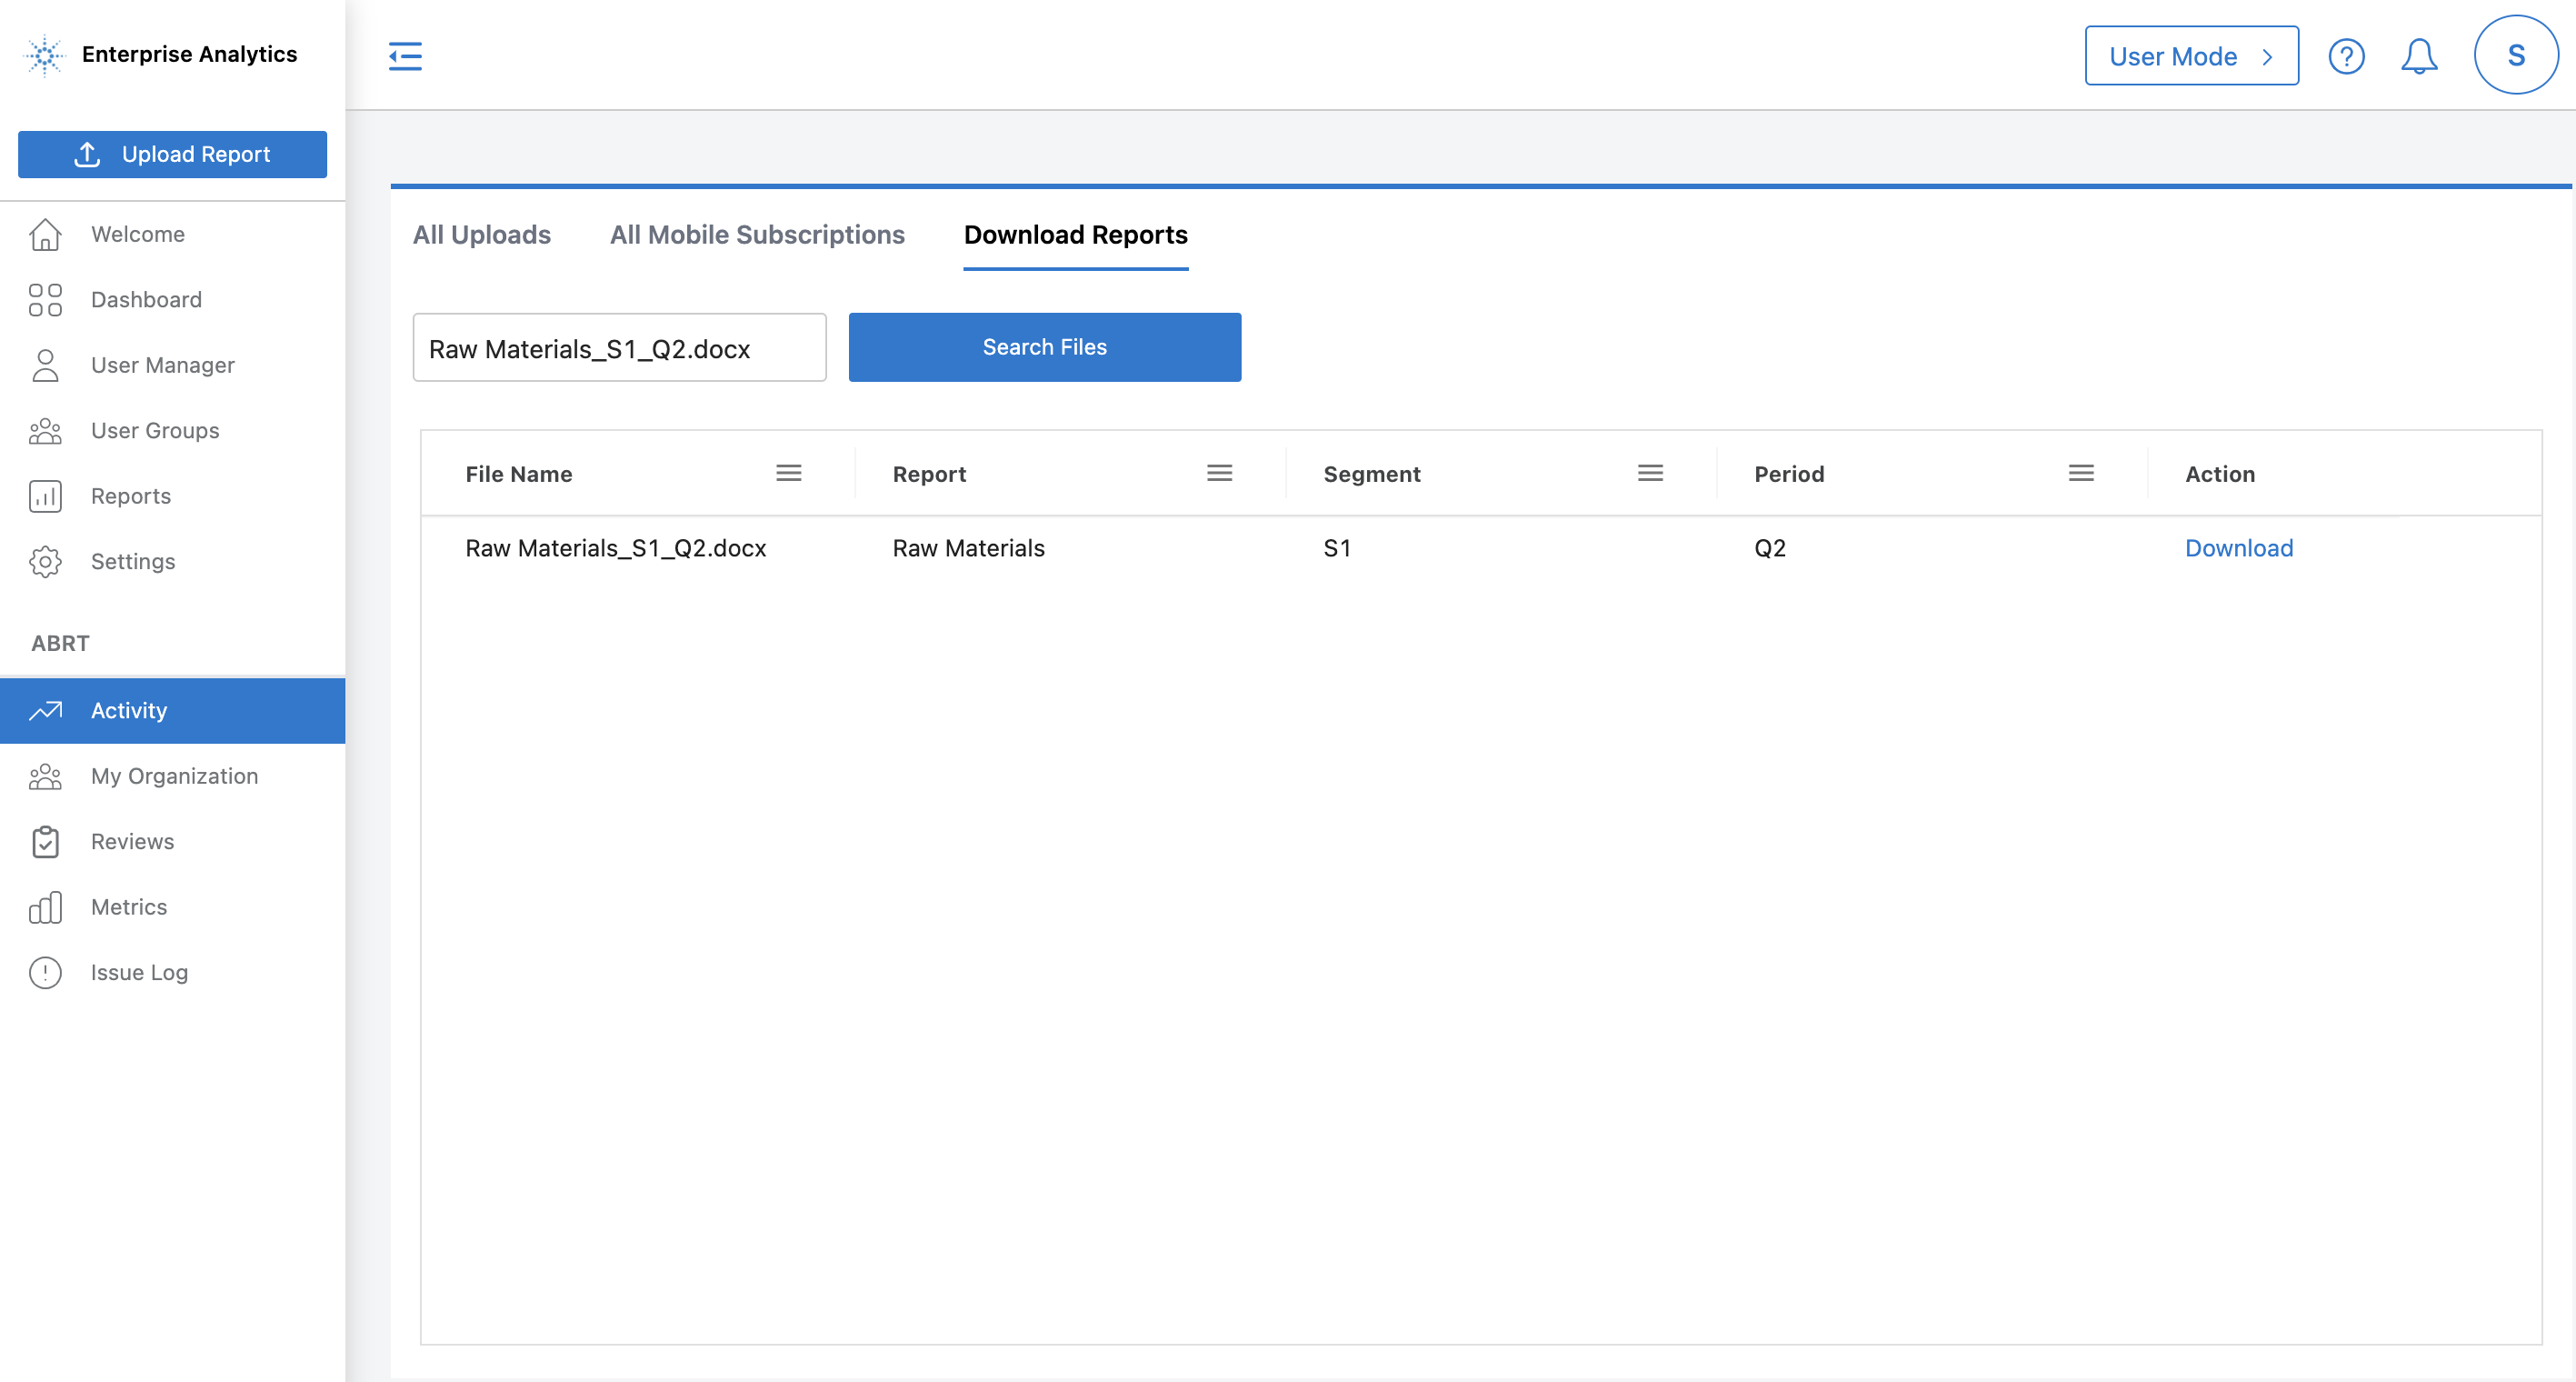 Enterprise Analytics
User Mode
S
Upload Report
Welcome
Dashboard
User Manager
User Groups
Reports
Settings
ABRT
Activity
My Organization
Reviews
Metrics
Issue Log
All Uploads All Mobile Subscriptions Download Reports
Raw Materials_S1_Q2.docx Search Files
File Name Report Segment Period Action
Raw Materials_S1_Q2.docx Raw Materials S1 Q2 Download